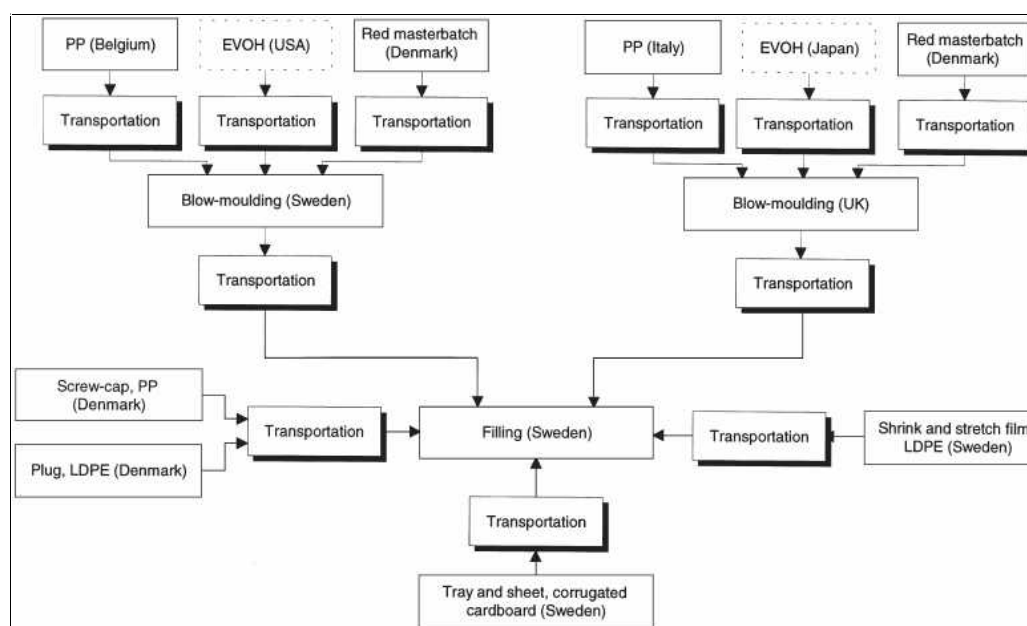 PP (Belgium)
EVOH (USA)
Red masterbatch
(Denmark)
PP (Italy)
EVOH (Japan)
Red masterbatch
(Denmark)
Transportation
Transportation
Transportation
Transportation
Transportation
Transportation
Blow-moulding (Sweden)
Blow-moulding (UK)
Transportation
Transportation
Screw-cap, PP
(Denmark)
Plug, LDPE (Denmark)
Transportation
Filling (Sweden)
Transportation
Shrink and stretch film
LDPE (Sweden)
Transportation
Tray and sheet, corrugated
cardboard (Sweden)